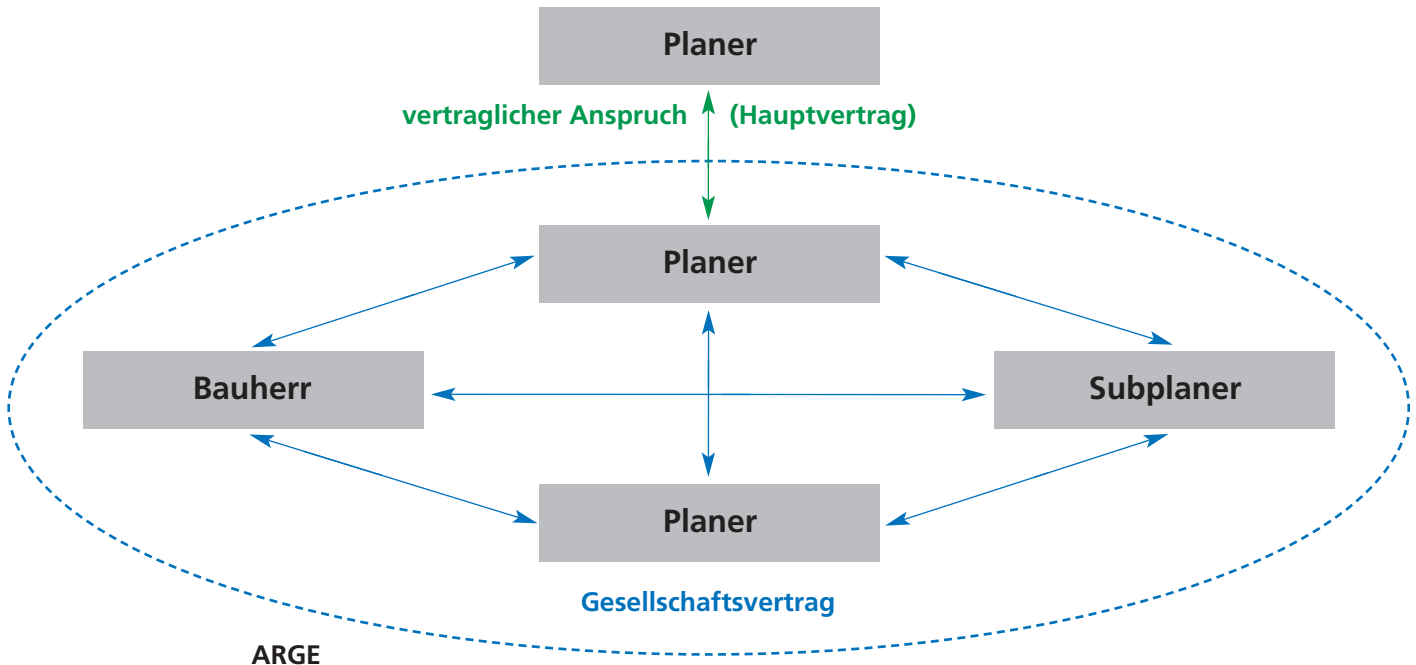 Planer
vertraglicher Anspruch (Hauptvertrag)
Planer
Bauherr
Subplaner
Planer
Gesellschaftsvertrag
ARGE